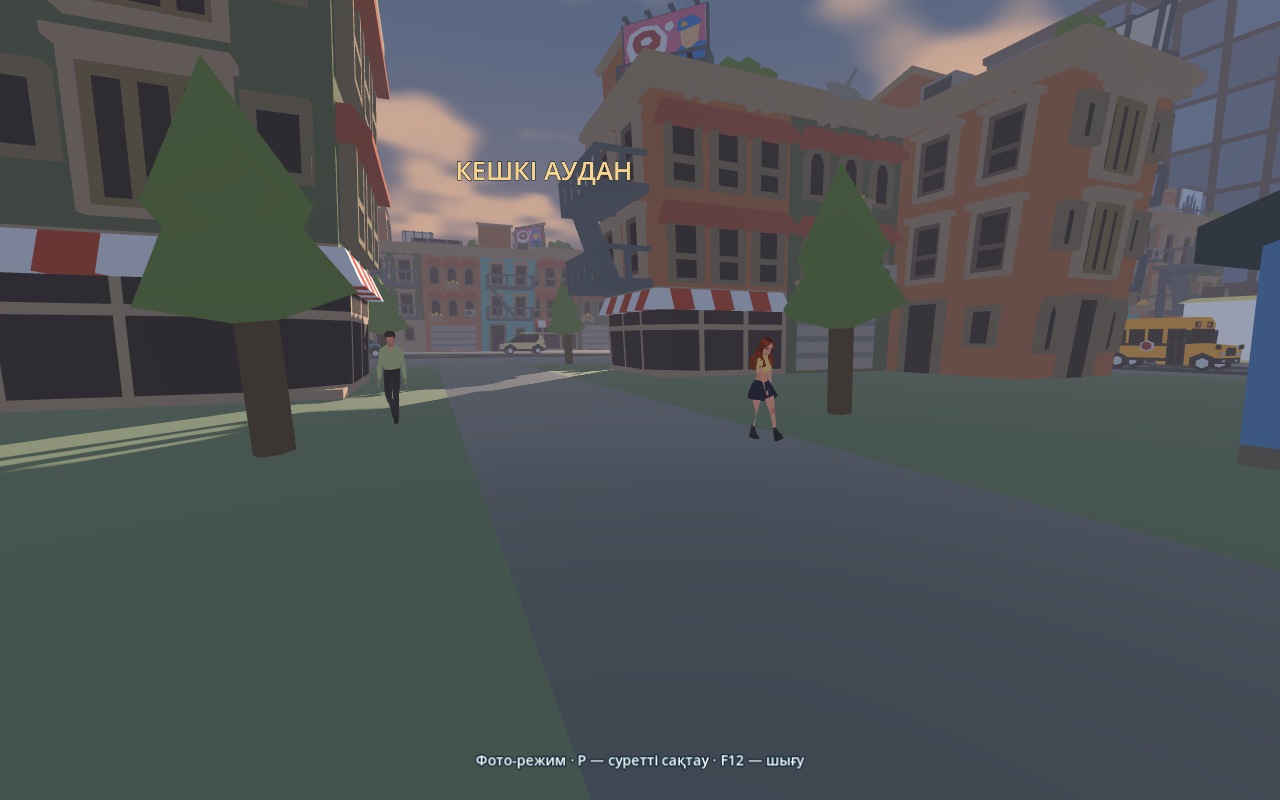 КЕШКІ АУДАН
Фото-режим · P — суретті сақтау · F12 — шығу